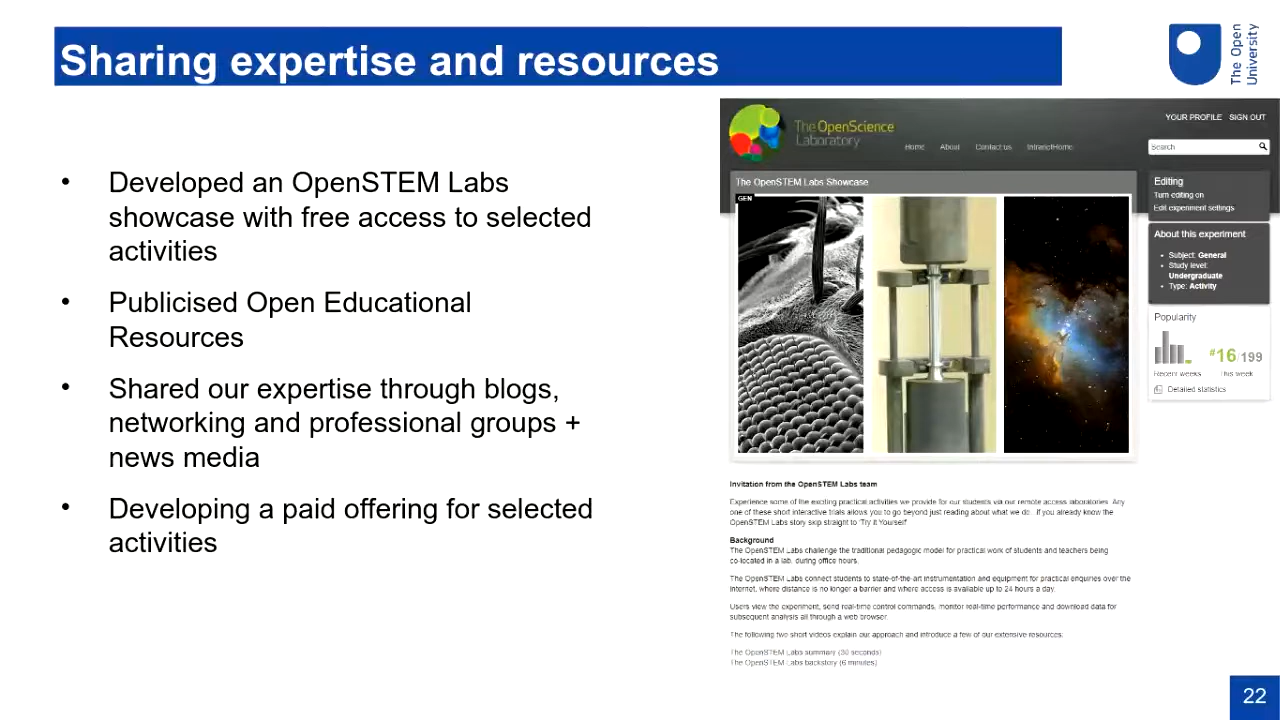 Sharing expertise and resources
The Open
University
• Developed an OpenSTEM Labs
showcase with free access to selected
activities
• Publicised Open Educational
Resources
• Shared our expertise through blogs,
networking and professional groups +
news media
• Developing a paid offering for selected
activities
The OpenScience
Laboratory
Home About Contact us Intranet Home
YOUR PROFILE SIGN OUT
Search
The OpenSTEM Labs Showcase
GEN
Editing
Turn editing on
Edit experiment settings
About this experiment
• Subject: General
• Study level:
Undergraduate
• Type: Activity
Popularity
#16/199
Recent weeks This week
Detailed statistics
Invitation from the OpenSTEM Labs team
Experience some of the exciting practical activities we provide for our students via our remote access laboratories. Any
one of these short interactive trials allows you to go beyond just reading about what we do. If you already know the
OpenSTEM Labs story skip straight to 'Try it Yourself'
Background
The OpenSTEM Labs challenge the traditional pedagogic model for practical work of students and teachers being
co-located in a lab, during office hours.
The OpenSTEM Labs connect students to state-of-the-art instrumentation and equipment for practical enquiries over the
Internet, where distance is no longer a barrier and where access is available up to 24 hours a day.
Users view the experiment, send real-time control commands, monitor real-time performance and download data for
subsequent analysis all through a web browser.
The following two short videos explain our approach and introduce a few of our extensive resources.
The OpenSTEM Labs summary (30 seconds)
The OpenSTEM Labs backstory (6 minutes)
22